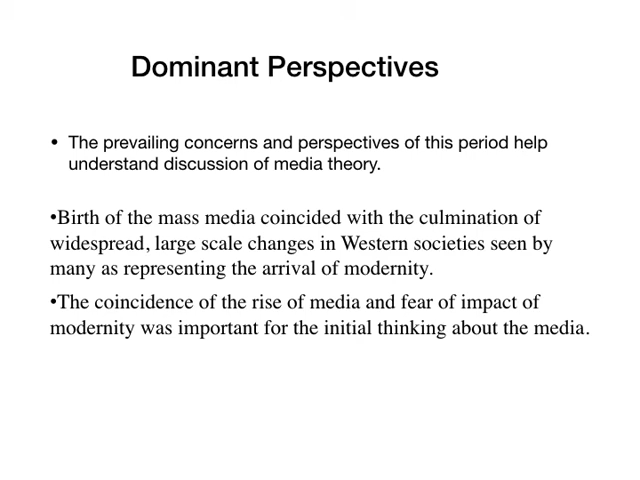 Dominant Perspectives
• The prevailing concerns and perspectives of this period help
understand discussion of media theory.
•Birth of the mass media coincided with the culmination of
widespread, large scale changes in Western societies seen by
many as representing the arrival of modernity.
•The coincidence of the rise of media and fear of impact of
modernity was important for the initial thinking about the media.